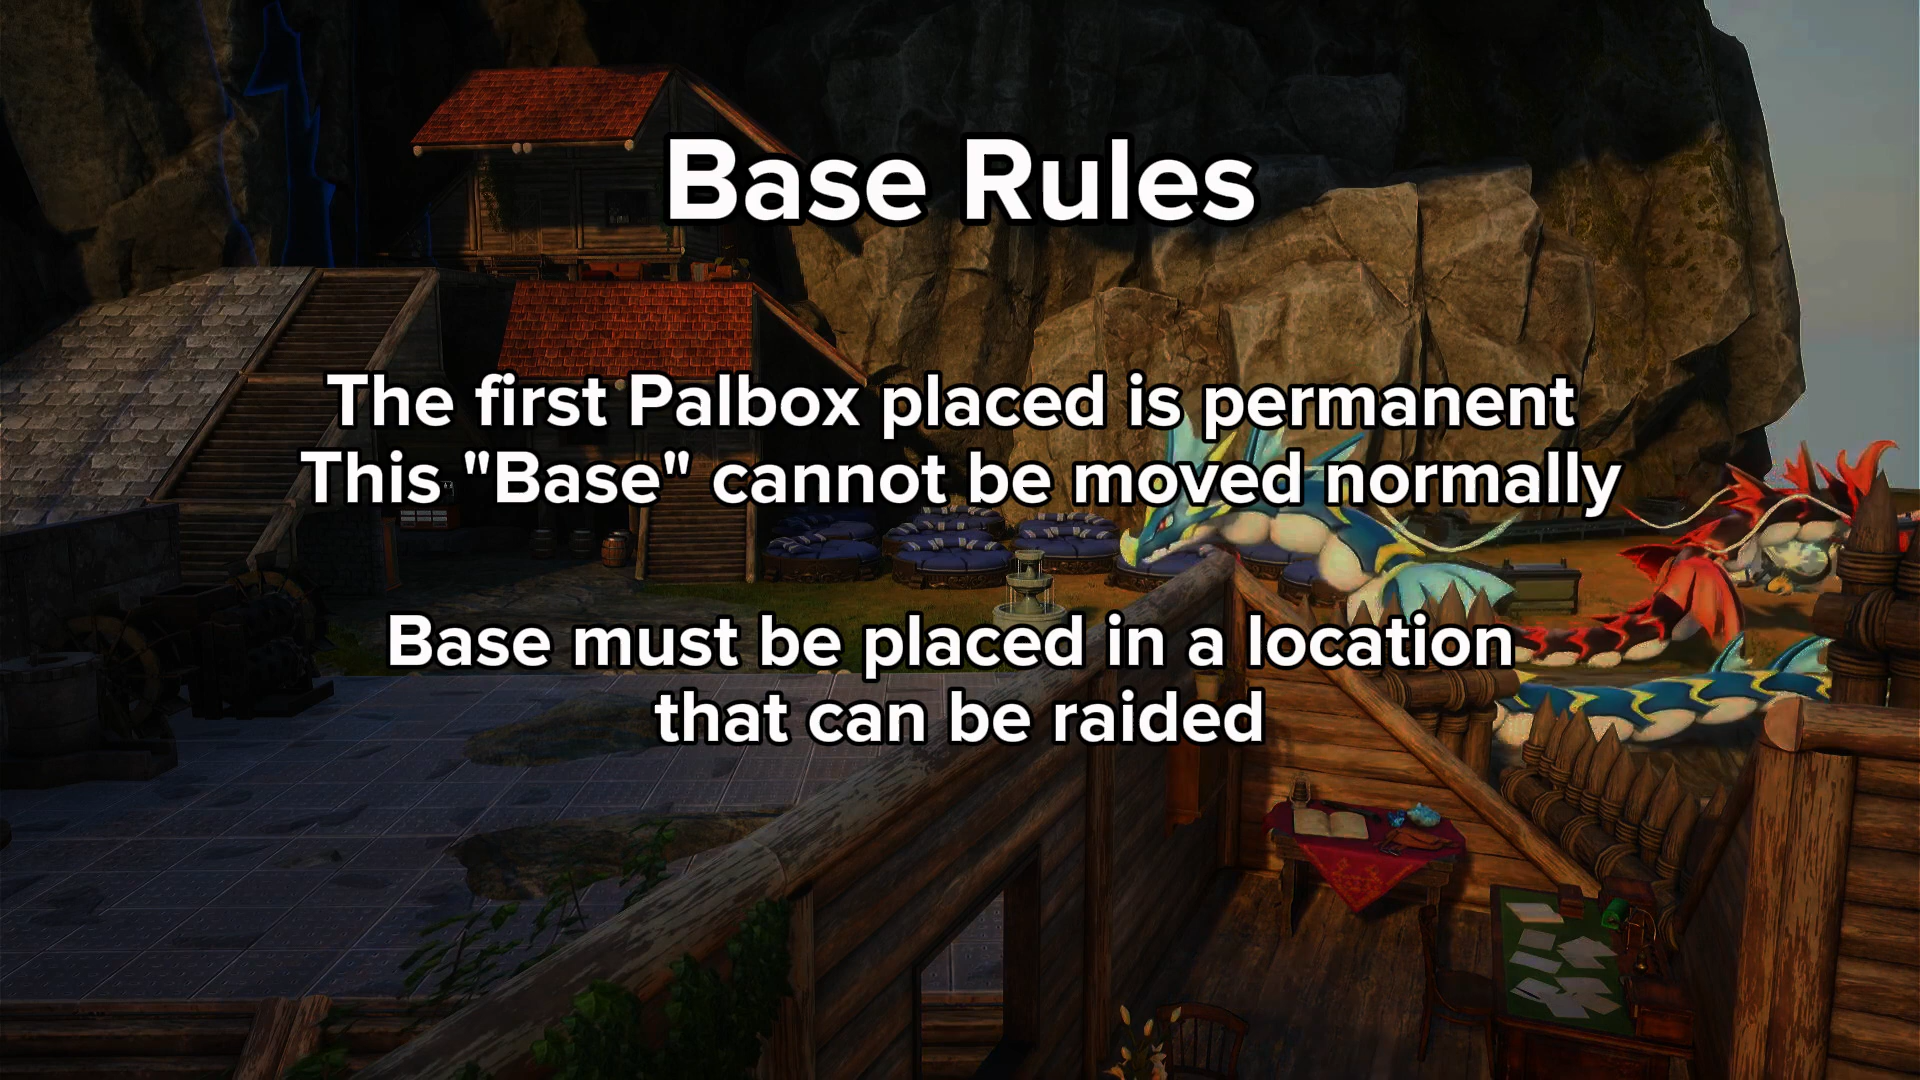 Base Rules
The first Palbox placed is permanent
This "Base" cannot be moved normally
Base must be placed in a location
that can be raided